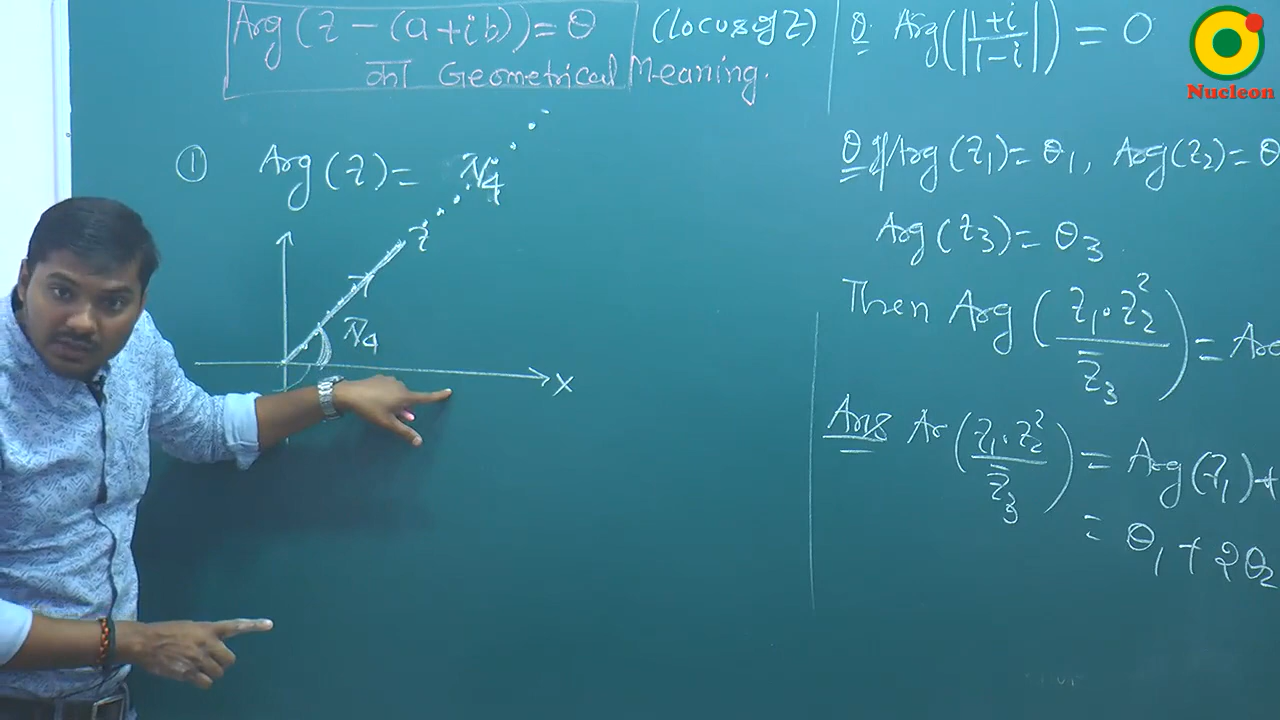 Arg (z - (a+ib)) = θ (locus of z)
का Geometrical Meaning.
① Arg (z) = π/4
z
π/4
X
Q Arg(|1+i/1-i|) = 0
Nucleon
Q If Arg (z₁) = θ₁, Arg(z₂) = θ
Arg (z₃) = θ₃.
Then Arg (z₁.z₂²/z̄₃) = Arg
Ans Ar (z₁.z₂²/z̄₃) = Arg (z₁)+
= θ₁ + 2θ₂